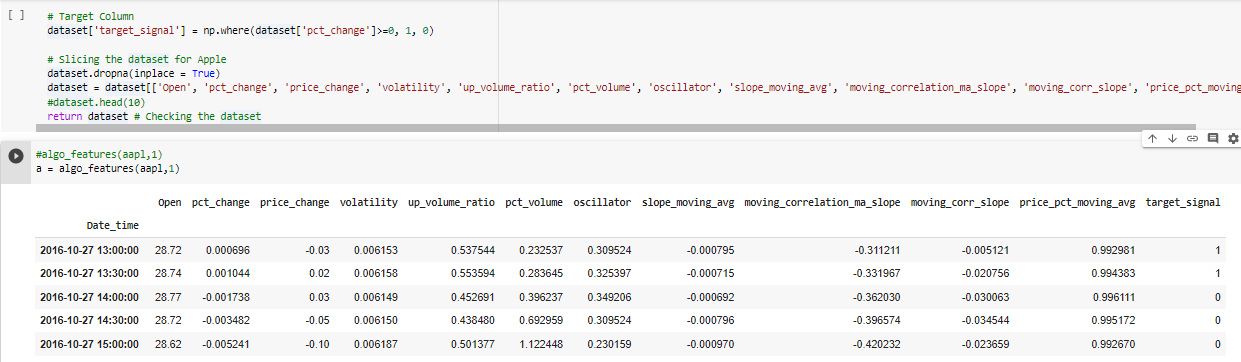 [ ]
# Target Column
dataset['target_signal'] = np.where(dataset['pct_change']>=0, 1, 0)
# Slicing the dataset for Apple
dataset.dropna(inplace = True)
dataset = dataset[['Open', 'pct_change', 'price_change', 'volatility', 'up_volume_ratio', 'pct_volume', 'oscillator', 'slope_moving_avg', 'moving_correlation_ma_slope', 'moving_corr_slope', 'price_pct_moving
#dataset.head(10)
return dataset # Checking the dataset
#algo_features(aapl,1)
a = algo_features(aapl,1)
Open pct_change price_change volatility up_volume_ratio pct_volume oscillator slope_moving_avg moving_correlation_ma_slope moving_corr_slope price_pct_moving_avg target_signal
Date_time
2016-10-27 13:00:00 28.72 0.000696 -0.03 0.006153 0.537544 0.232537 0.309524 -0.000795 -0.311211 -0.005121 0.992981 1
2016-10-27 13:30:00 28.74 0.001044 0.02 0.006158 0.553594 0.283645 0.325397 -0.000715 -0.331967 -0.020756 0.994383 1
2016-10-27 14:00:00 28.77 -0.001738 0.03 0.006149 0.452691 0.396237 0.349206 -0.000692 -0.362030 -0.030063 0.996111 0
2016-10-27 14:30:00 28.72 -0.003482 -0.05 0.006150 0.438480 0.692959 0.309524 -0.000796 -0.396574 -0.034544 0.995172 0
2016-10-27 15:00:00 28.62 -0.005241 -0.10 0.006187 0.501377 1.122448 0.230159 -0.000970 -0.420232 -0.023659 0.992670 0